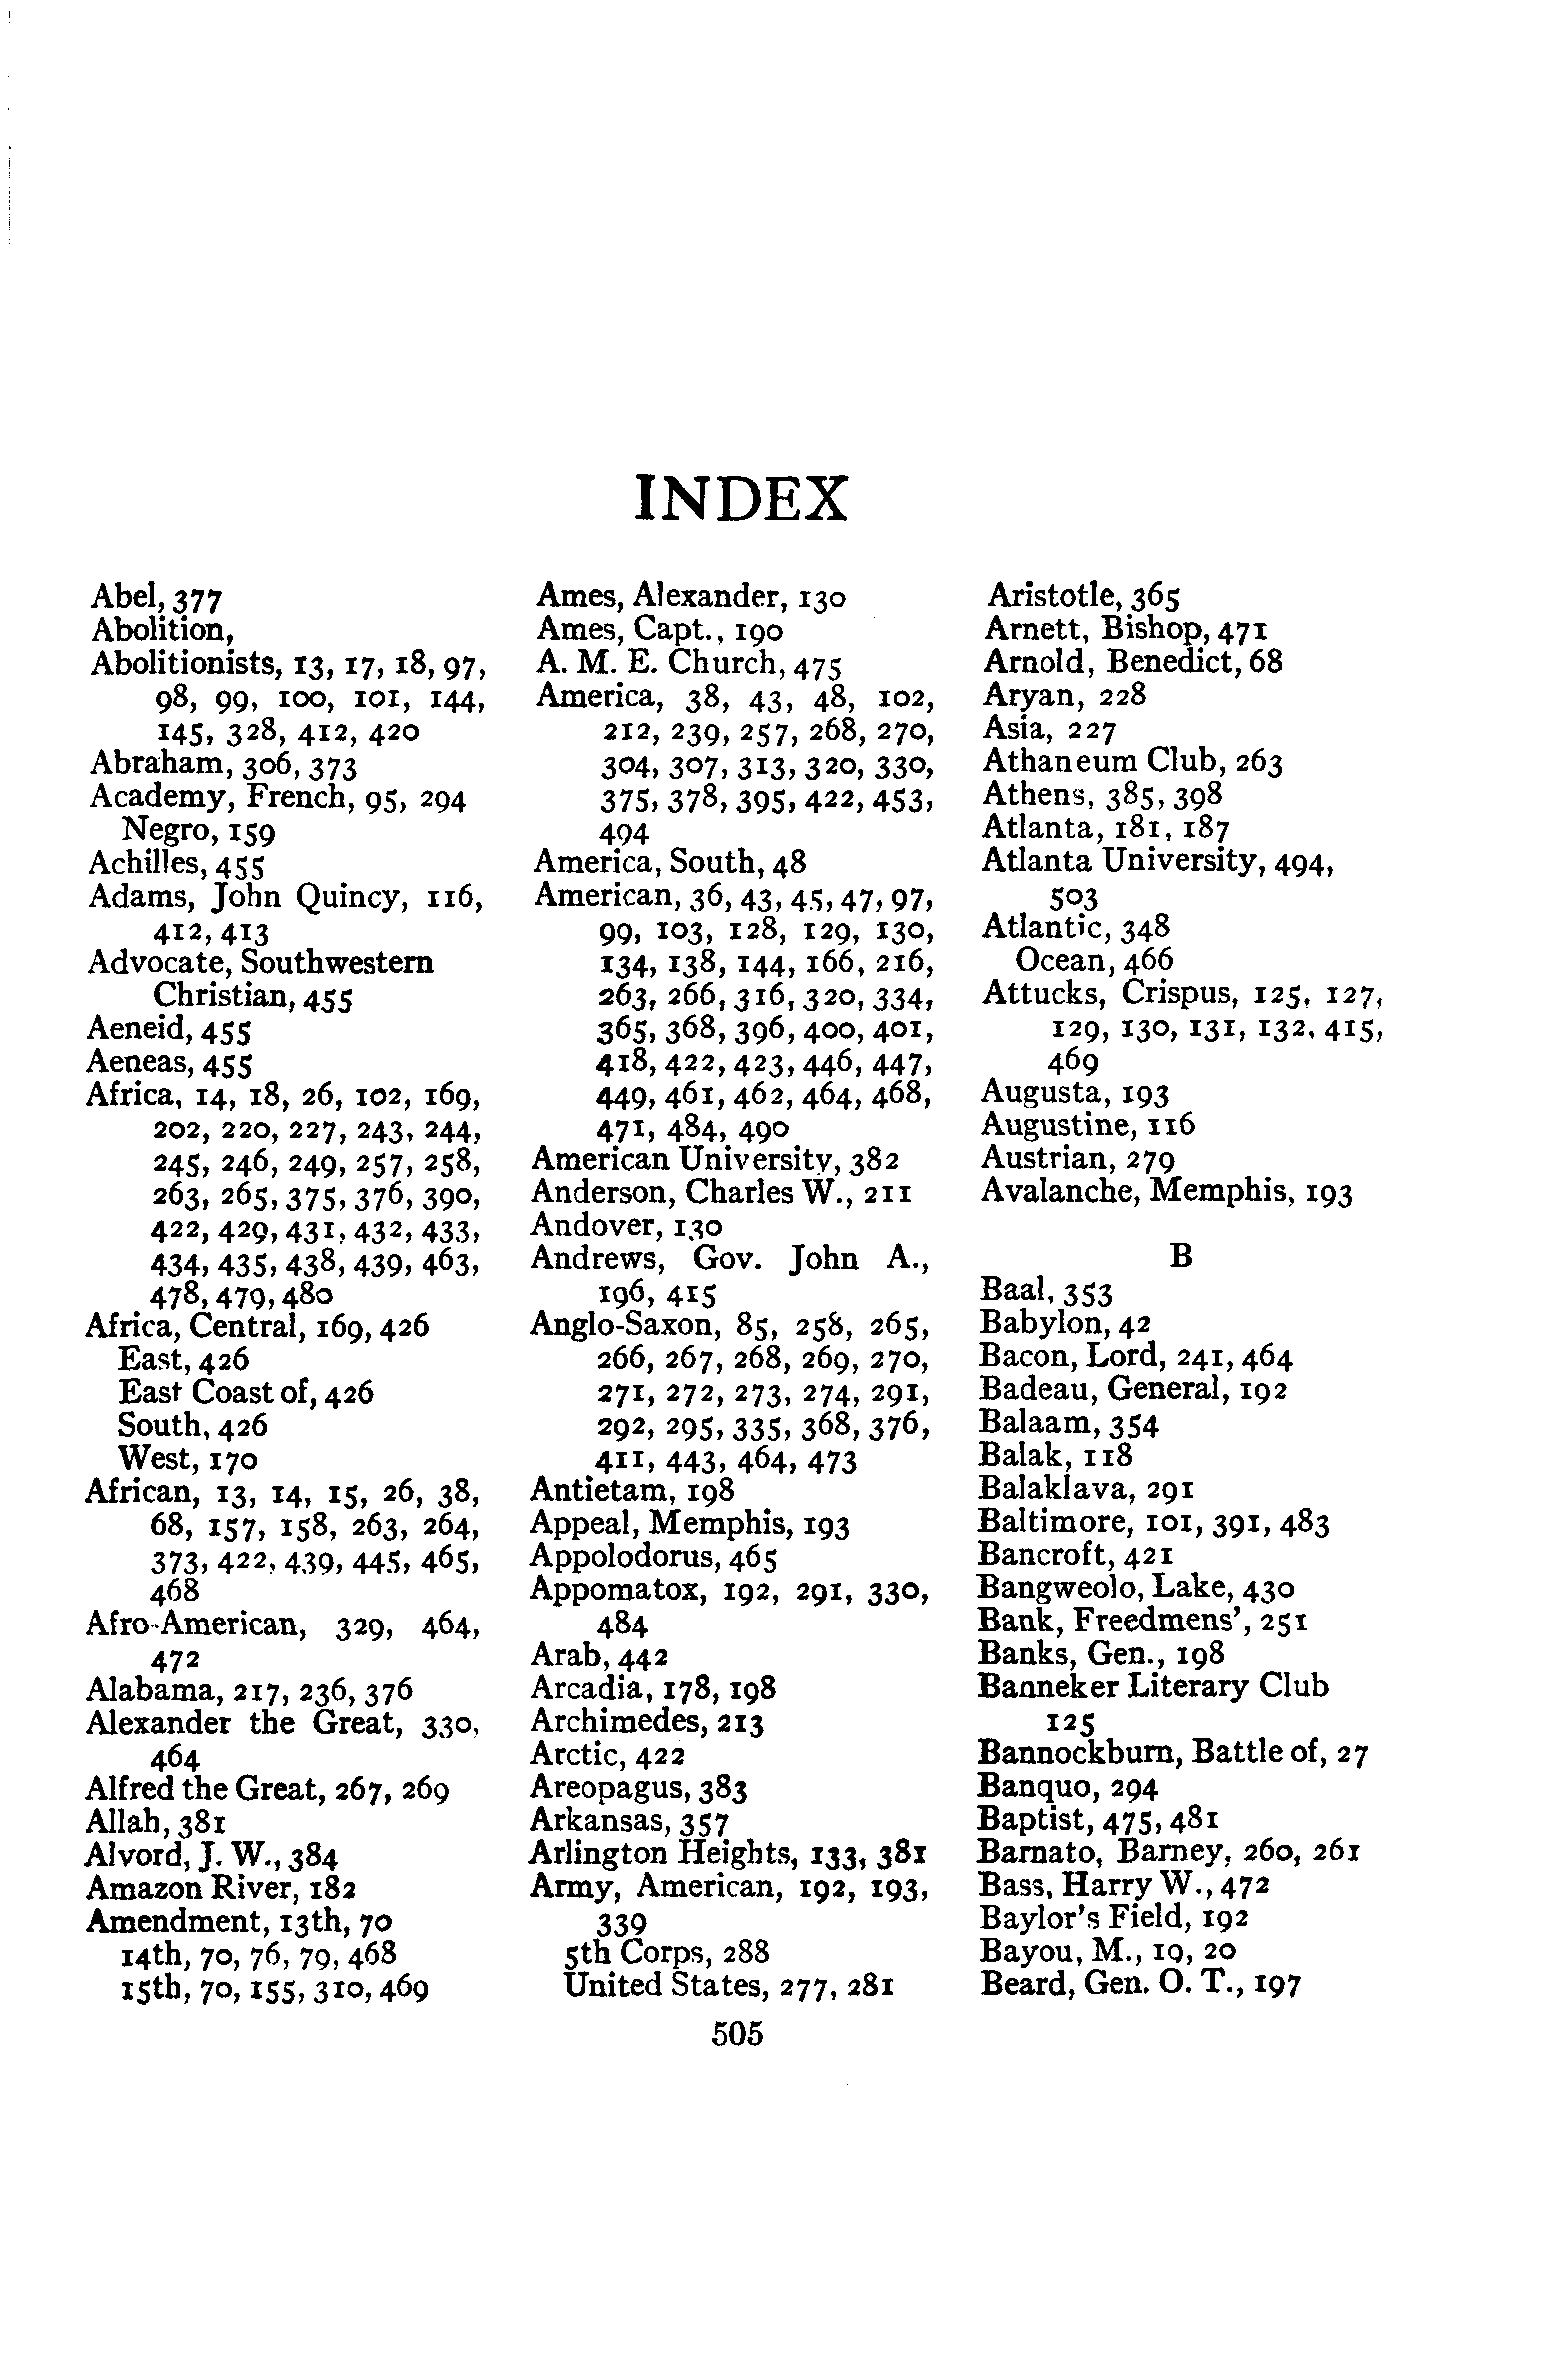 INDEX
Abel, 377
Abolition,
Abolitionists, 13, 17, 18, 97,
98, 99, 100, 101, 144,
145, 328, 412, 420
Abraham, 306, 373
Academy, French, 95, 294
Negro, 159
Achilles, 455
Adams, John Quincy, 116,
412, 413
Advocate, Southwestern
Christian, 455
Aeneid, 455
Aeneas, 455
Africa, 14, 18, 26, 102, 169,
202, 220, 227, 243, 244,
245, 246, 249, 257, 258,
263, 265, 375, 376, 390,
422, 429, 431, 432, 433,
434, 435, 438, 439, 463,
478, 479, 480
Africa, Central, 169, 426
East, 426
East Coast of, 426
South, 426
West, 170
African, 13, 14, 15, 26, 38,
68, 157, 158, 263, 264,
373, 422, 439, 445, 465,
468
Afro-American, 329, 464,
472
Alabama, 217, 236, 376
Alexander the Great, 330,
464
Alfred the Great, 267, 269
Allah, 381
Alvord, J. W., 384
Amazon River, 182
Amendment, 13th, 70
14th, 70, 76, 79, 468
15th, 70, 155, 310, 469
Ames, Alexander, 130
Ames, Capt., 190
A. M. E. Church, 475
America, 38, 43, 48, 102,
212, 239, 257, 268, 270,
304, 307, 313, 320, 330,
375, 378, 395, 422, 453,
494
America, South, 48
American, 36, 43, 45, 47, 97,
99, 103, 128, 129, 130,
134, 138, 144, 166, 216,
263, 266, 316, 320, 334,
365, 368, 396, 400, 401,
418, 422, 423, 446, 447,
449, 461, 462, 464, 468,
471, 484, 490
American University, 382
Anderson, Charles W., 211
Andover, 130
Andrews, Gov. John A.,
196, 415
Anglo-Saxon, 85, 258, 265,
266, 267, 268, 269, 270,
271, 272, 273, 274, 291,
292, 295, 335, 368, 376,
411, 443, 464, 473
Antietam, 198
Appeal, Memphis, 193
Appolodorus, 465
Appomatox, 192, 291, 330,
484
Arab, 442
Arcadia, 178, 198
Archimedes, 213
Arctic, 422
Areopagus, 383
Arkansas, 357
Arlington Heights, 133, 381
Army, American, 192, 193,
339
5th Corps, 288
United States, 277, 281
Aristotle, 365
Arnett, Bishop, 471
Arnold, Benedict, 68
Aryan, 228
Asia, 227
Athaneum Club, 263
Athens, 385, 398
Atlanta, 181, 187
Atlanta University, 494,
503
Atlantic, 348
Ocean, 466
Attucks, Crispus, 125, 127,
129, 130, 131, 132, 415,
469
Augusta, 193
Augustine, 116
Austrian, 279
Avalanche, Memphis, 193
B
Baal, 353
Babylon, 42
Bacon, Lord, 241, 464
Badeau, General, 192
Balaam, 354
Balak, 118
Balaklava, 291
Baltimore, 101, 391, 483
Bancroft, 421
Bangweolo, Lake, 430
Bank, Freedmens', 251
Banks, Gen., 198
Banneker Literary Club
125
Bannockburn, Battle of, 27
Banquo, 294
Baptist, 475, 481
Barnato, Barney, 260, 261
Bass, Harry W., 472
Baylor's Field, 192
Bayou, M., 19, 20
Beard, Gen. O. T., 197
505